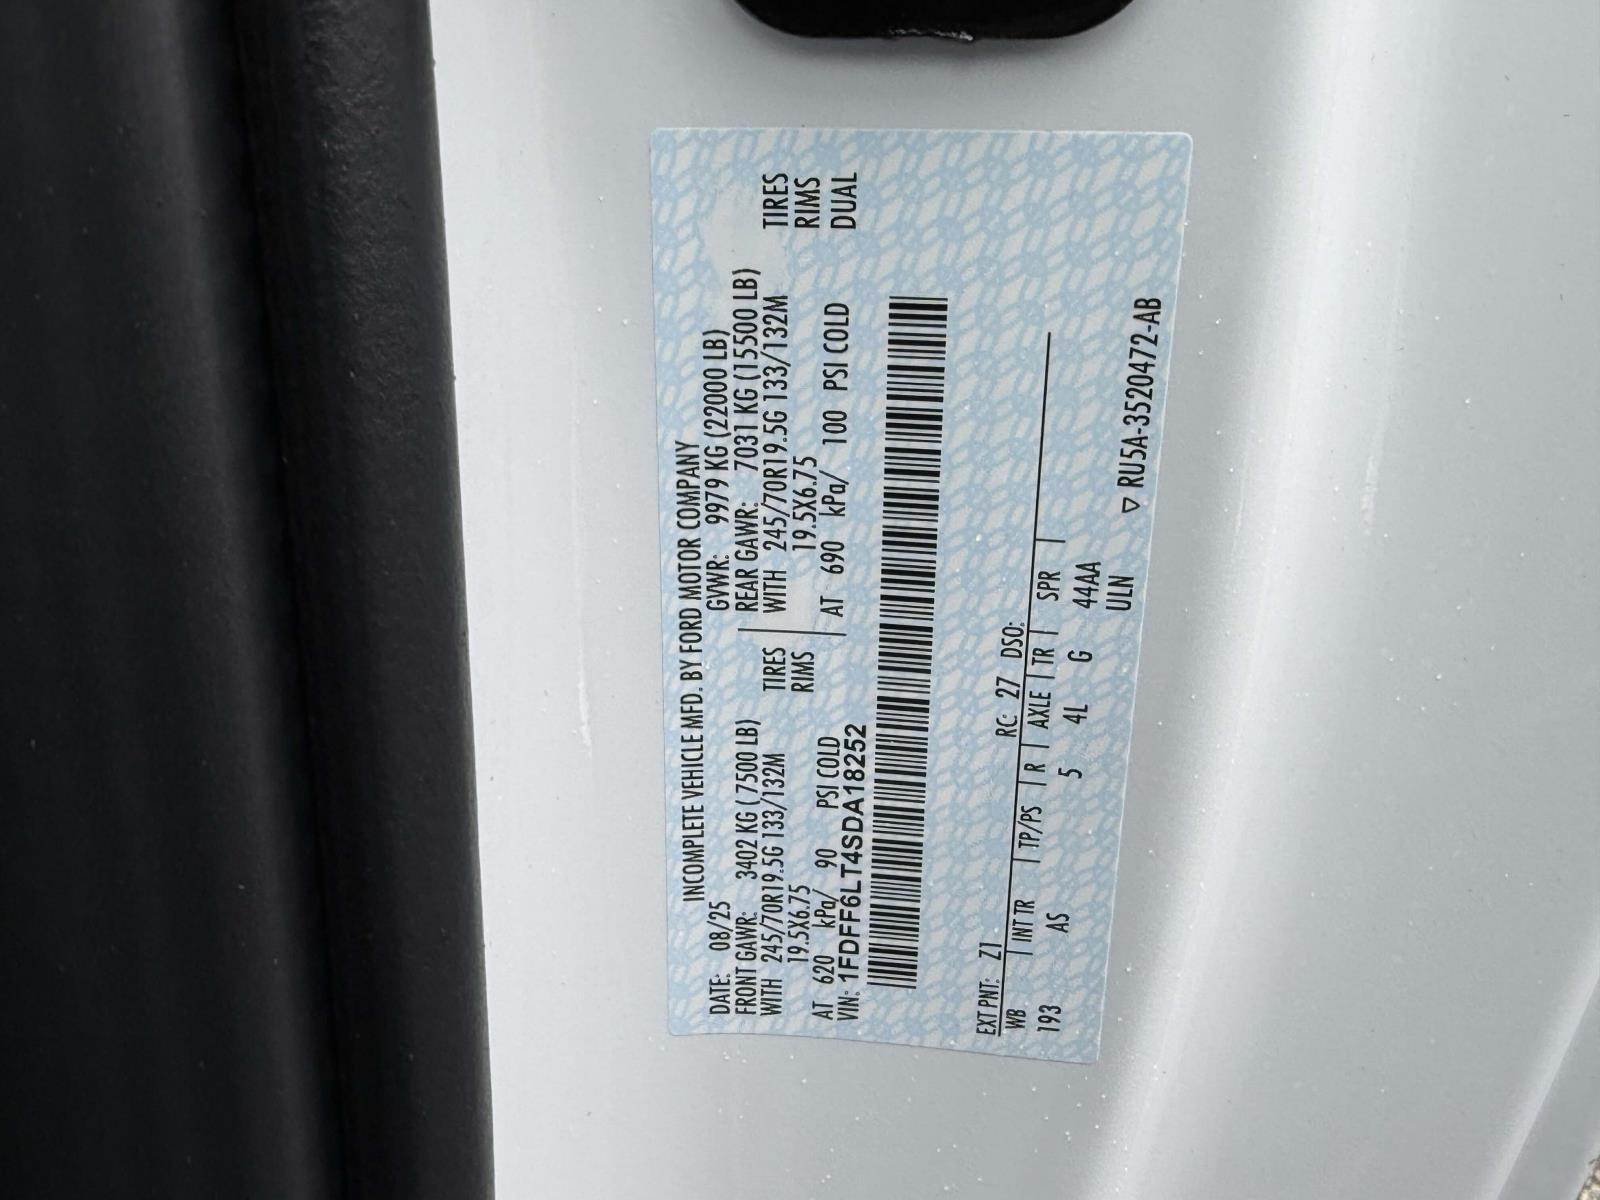 INCOMPLETE VEHICLE MFD. BY FORD MOTOR COMPANY
DATE: 08/25 GVWR: 9979 KG (22000 LB)
FRONT GAWR: 3402 KG (7500 LB) REAR GAWR: 7031 KG (15500 LB)
WITH 245/70R19.5G 133/132M TIRES WITH 245/70R19.5G 133/132M TIRES
19.5X6.75 RIMS 19.5X6.75 RIMS
AT 620 kPa/ 90 PSI COLD AT 690 kPa/ 100 PSI COLD DUAL
VIN: 1FDFF6LT4SDA18252
EXT PNT: Z1 RC: 27 DSO:
WB INT TR TP/PS R AXLE TR SPR
193 AS 5 4L G 44AA
ULN
▽ RU5A-3520472-AB